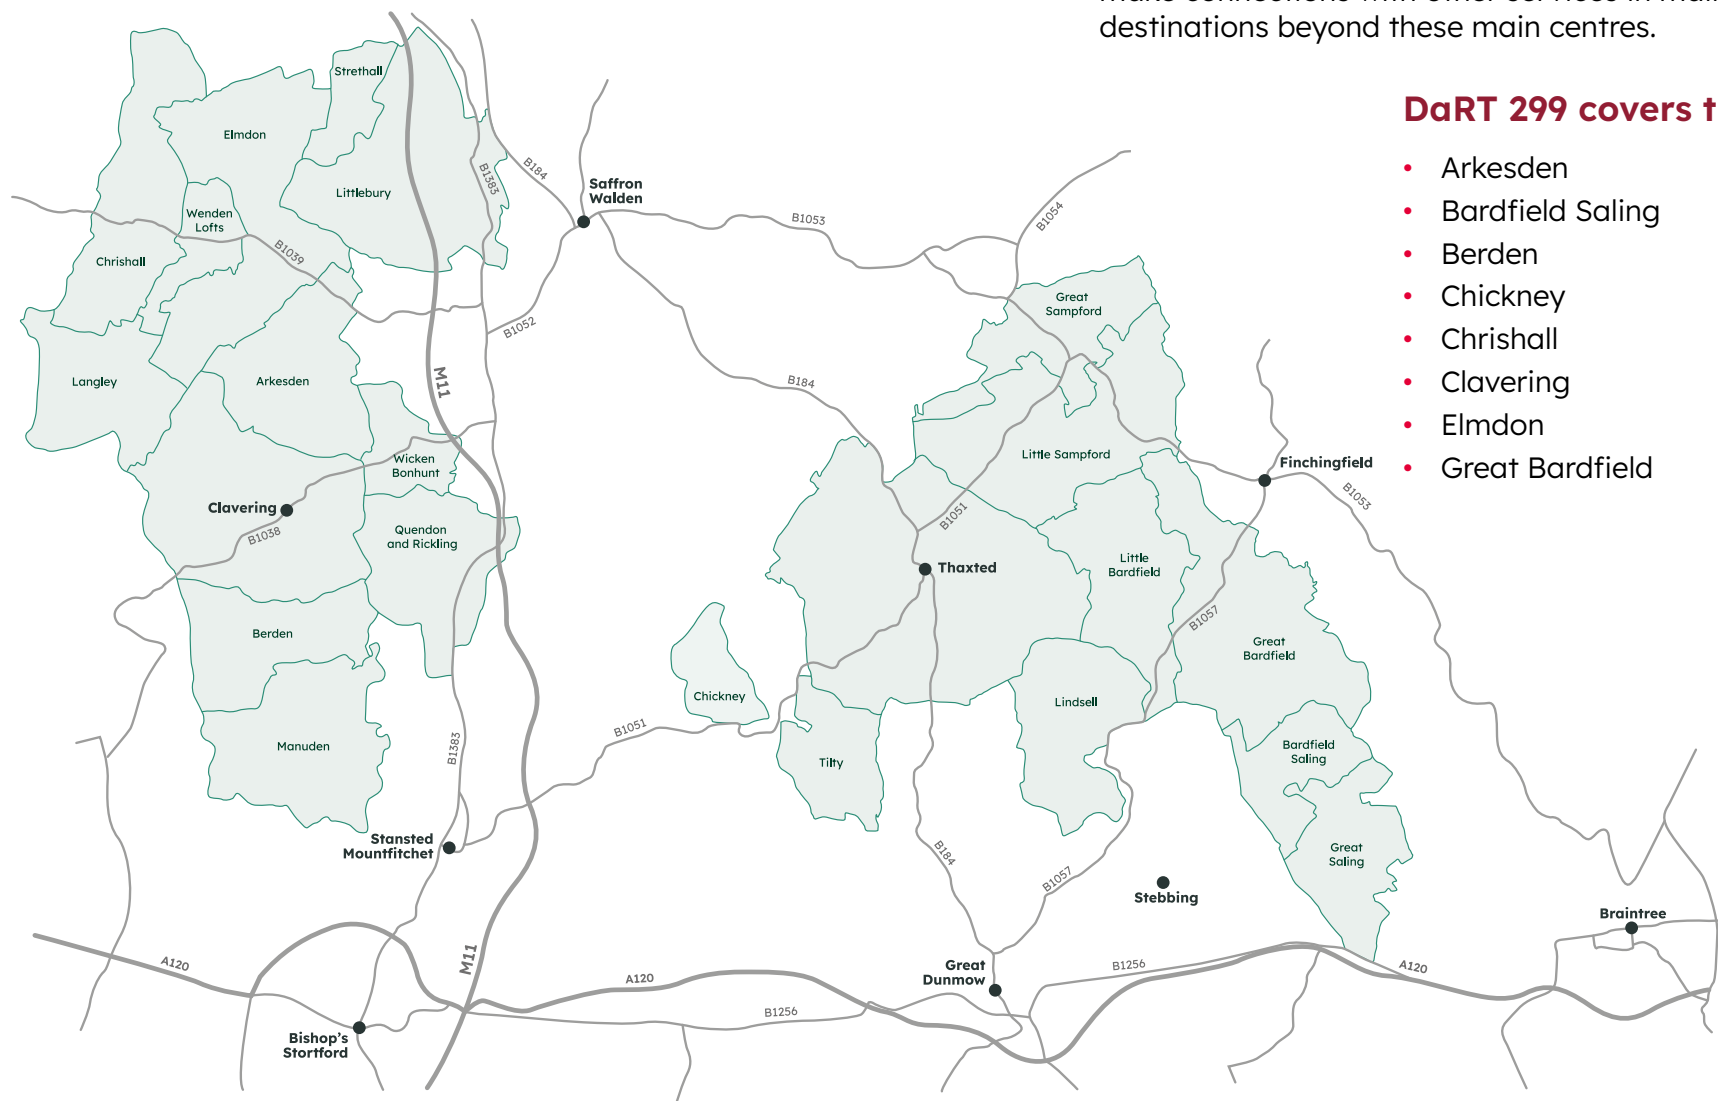 destinations beyond these main centres.
DaRT 299 covers t
• Arkesden
• Bardfield Saling
• Berden
• Chickney
• Chrishall
• Clavering
• Elmdon
• Great Bardfield
Strethall
Elmdon
Littlebury
Wenden
Lofts
Chrishall
B1039
B1383
B184
Saffron
Walden
B1053
B1054
B1052
Great
Sampford
Langley
Arkesden
M11
B184
Wicken
Bonhunt
Little Sampford
Finchingfield
B1053
Clavering
B1038
Quendon
and Rickling
B1051
Thaxted
Little
Bardfield
B1057
Berden
Great
Bardfield
Chickney
Lindsell
Manuden
B1383
B1051
Tilty
Bardfield
Saling
Stansted
Mountfitchet
B184
B1057
Great
Saling
Stebbing
Braintree
A120
M11
A120
Great
Dunmow
B1256
A120
B1256
Bishop's
Stortford